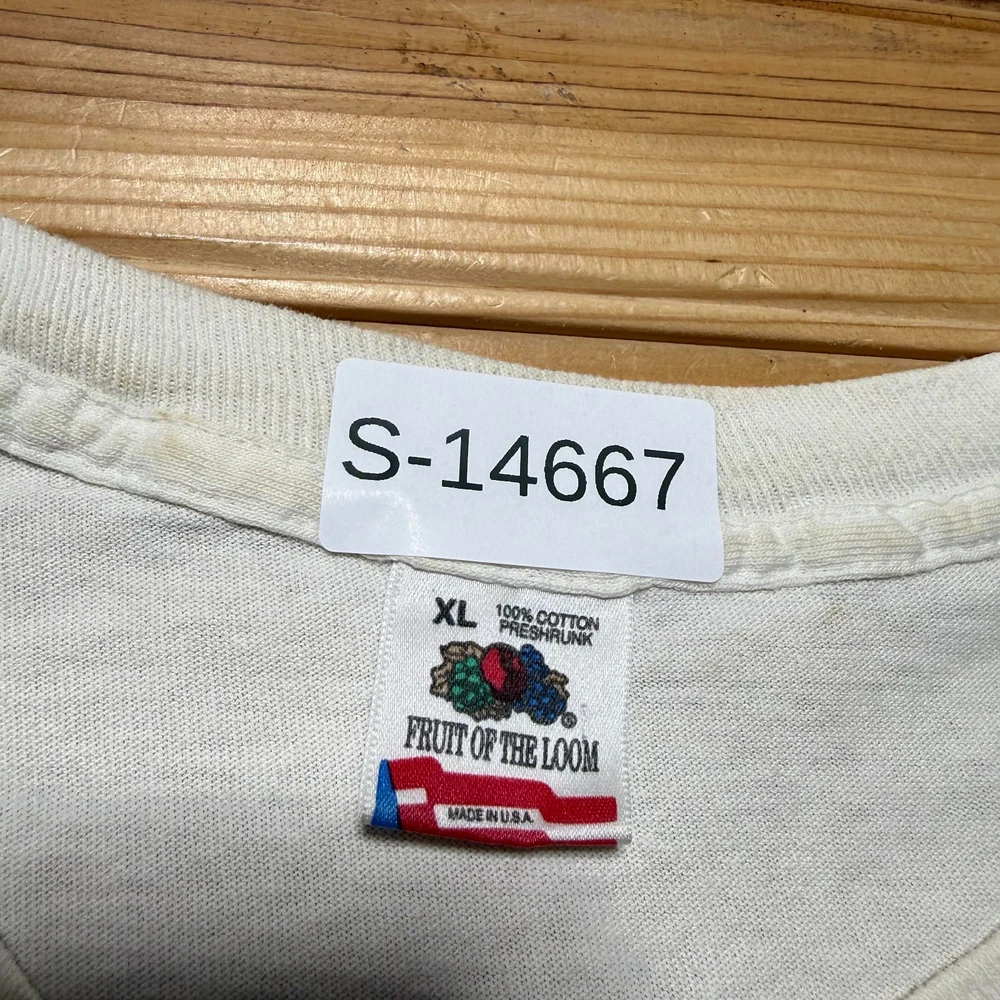 S-14667
XL 100% COTTON
PRESHRUNK
®
FRUIT OF THE LOOM
MADE IN U.S.A.